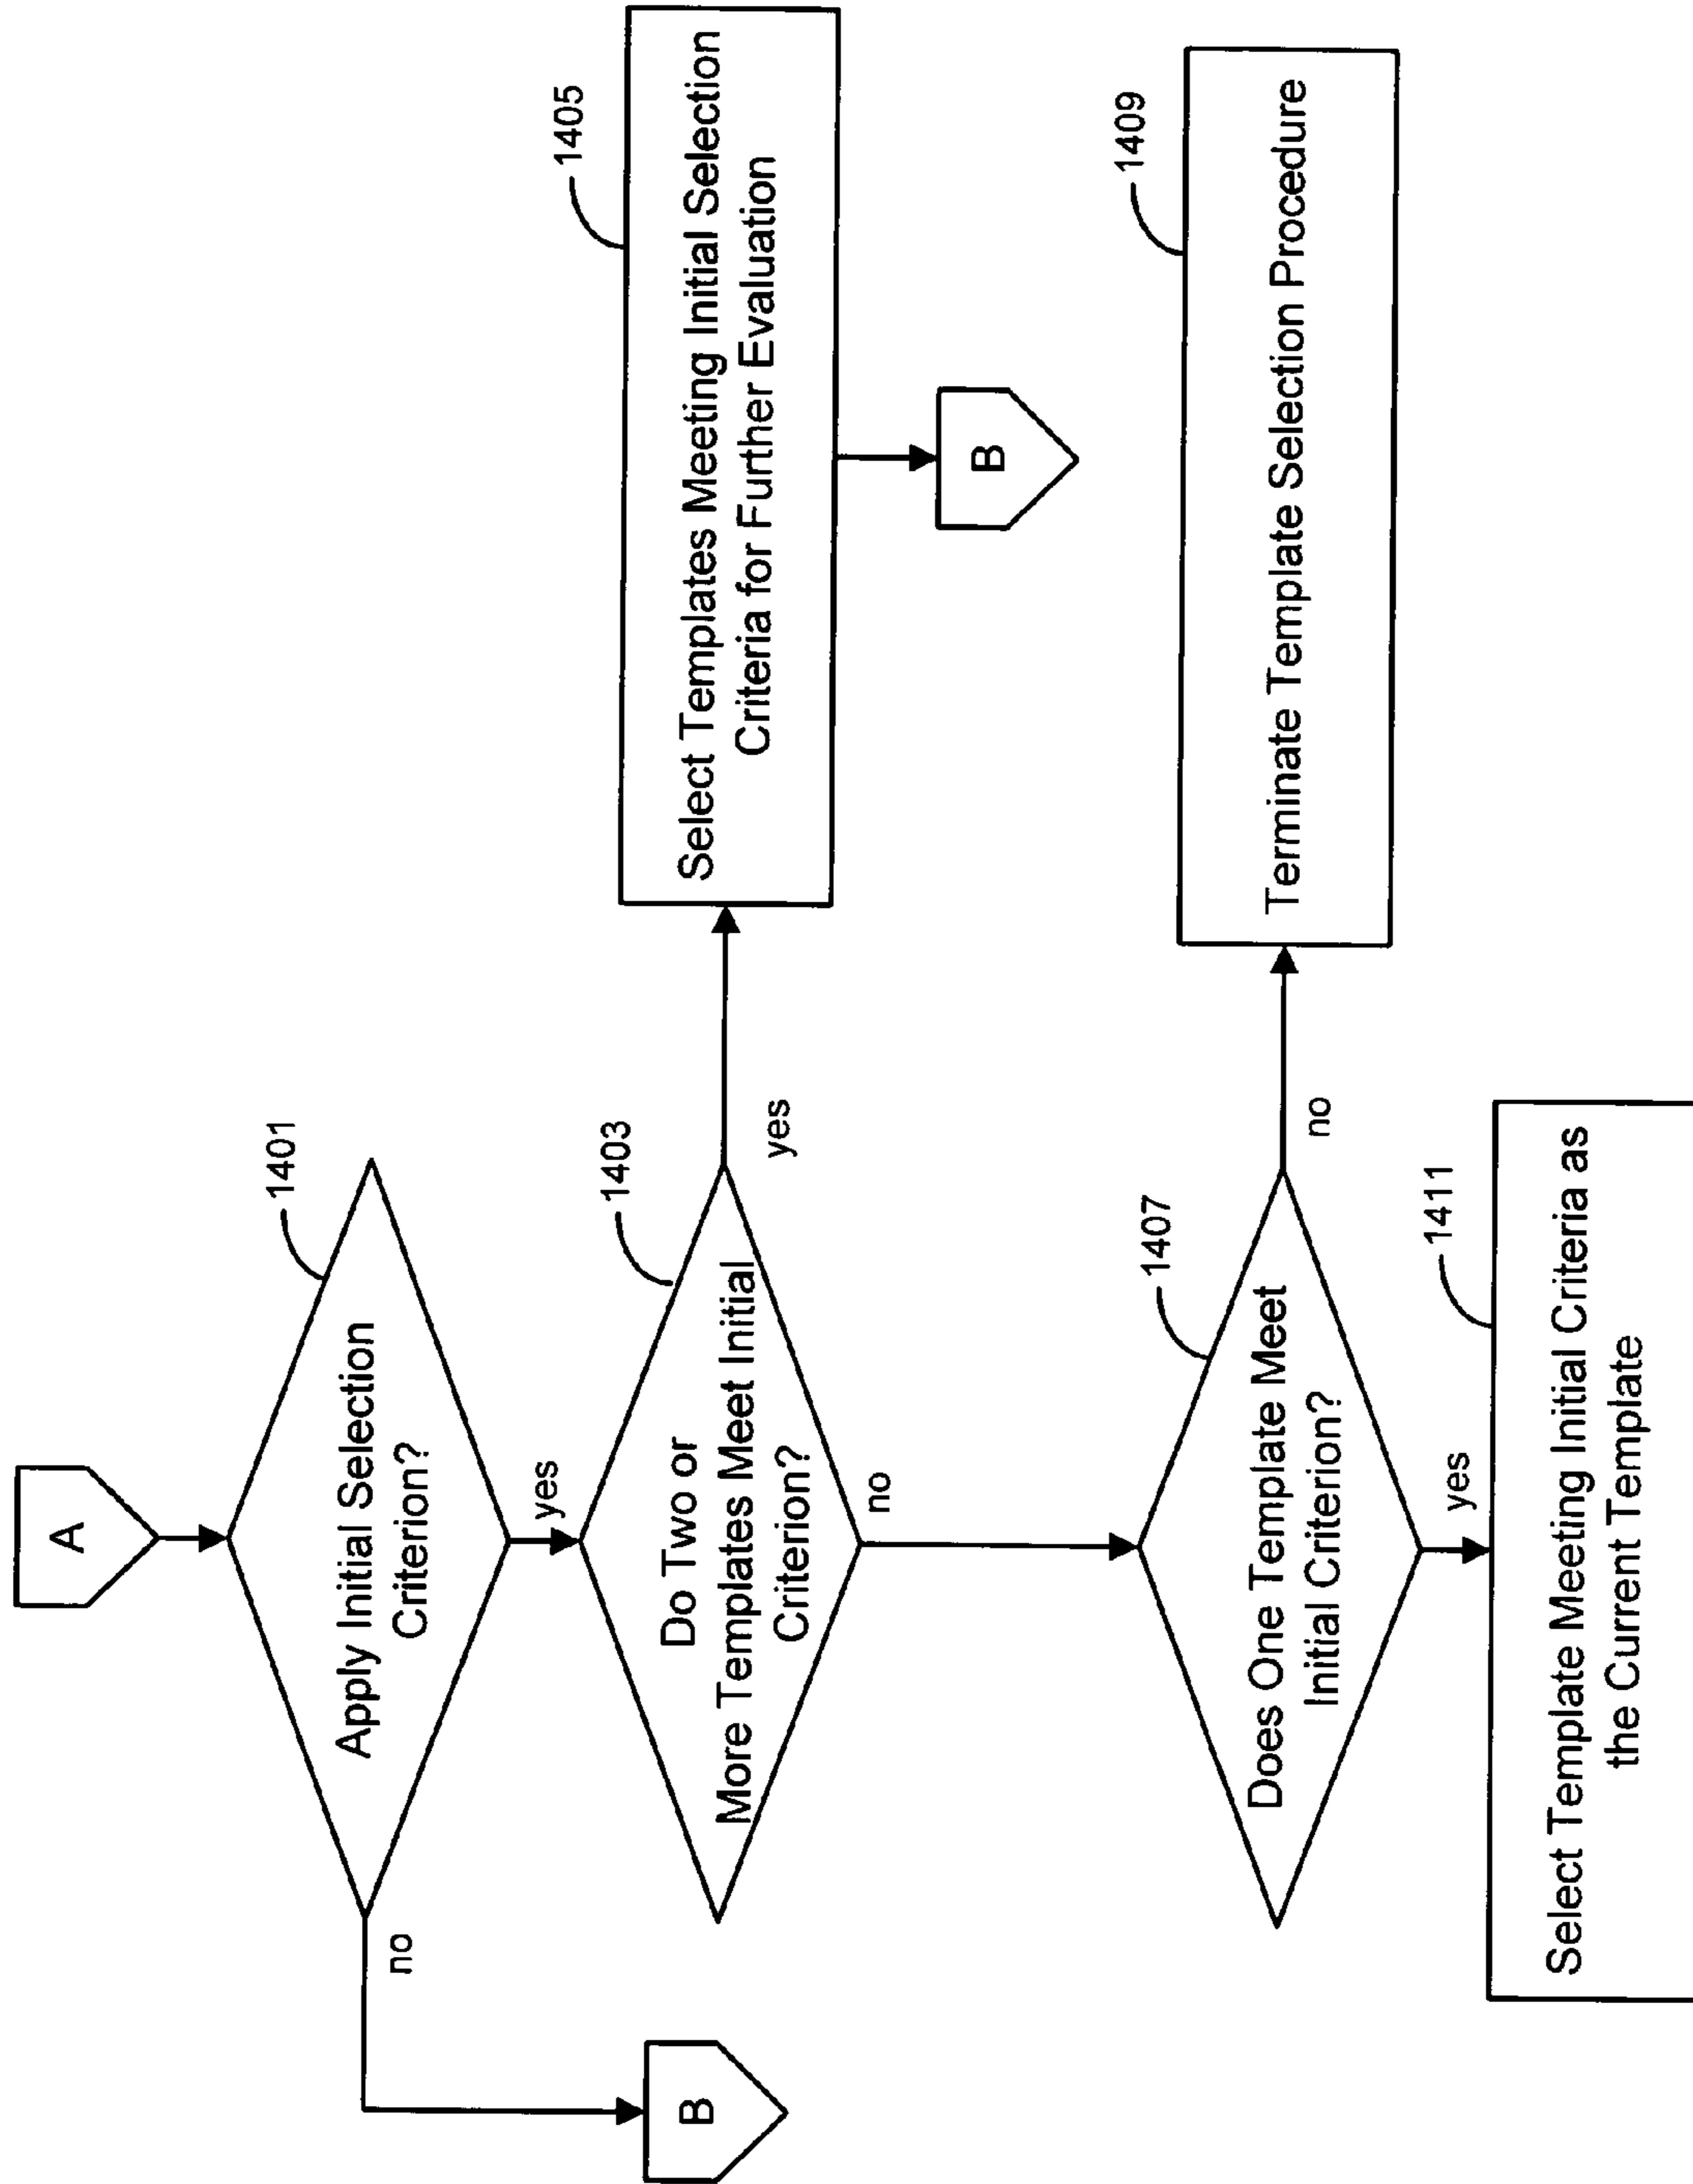 A
1401
Apply Initial Selection
Criterion?
no
B
yes
1403
Do Two or
More Templates Meet Initial
Criterion?
yes
1405
Select Templates Meeting Initial Selection
Criteria for Further Evaluation
B
no
1407
Does One Template Meet
Initial Criterion?
no
1409
Terminate Template Selection Procedure
yes
1411
Select Template Meeting Initial Criteria as
the Current Template